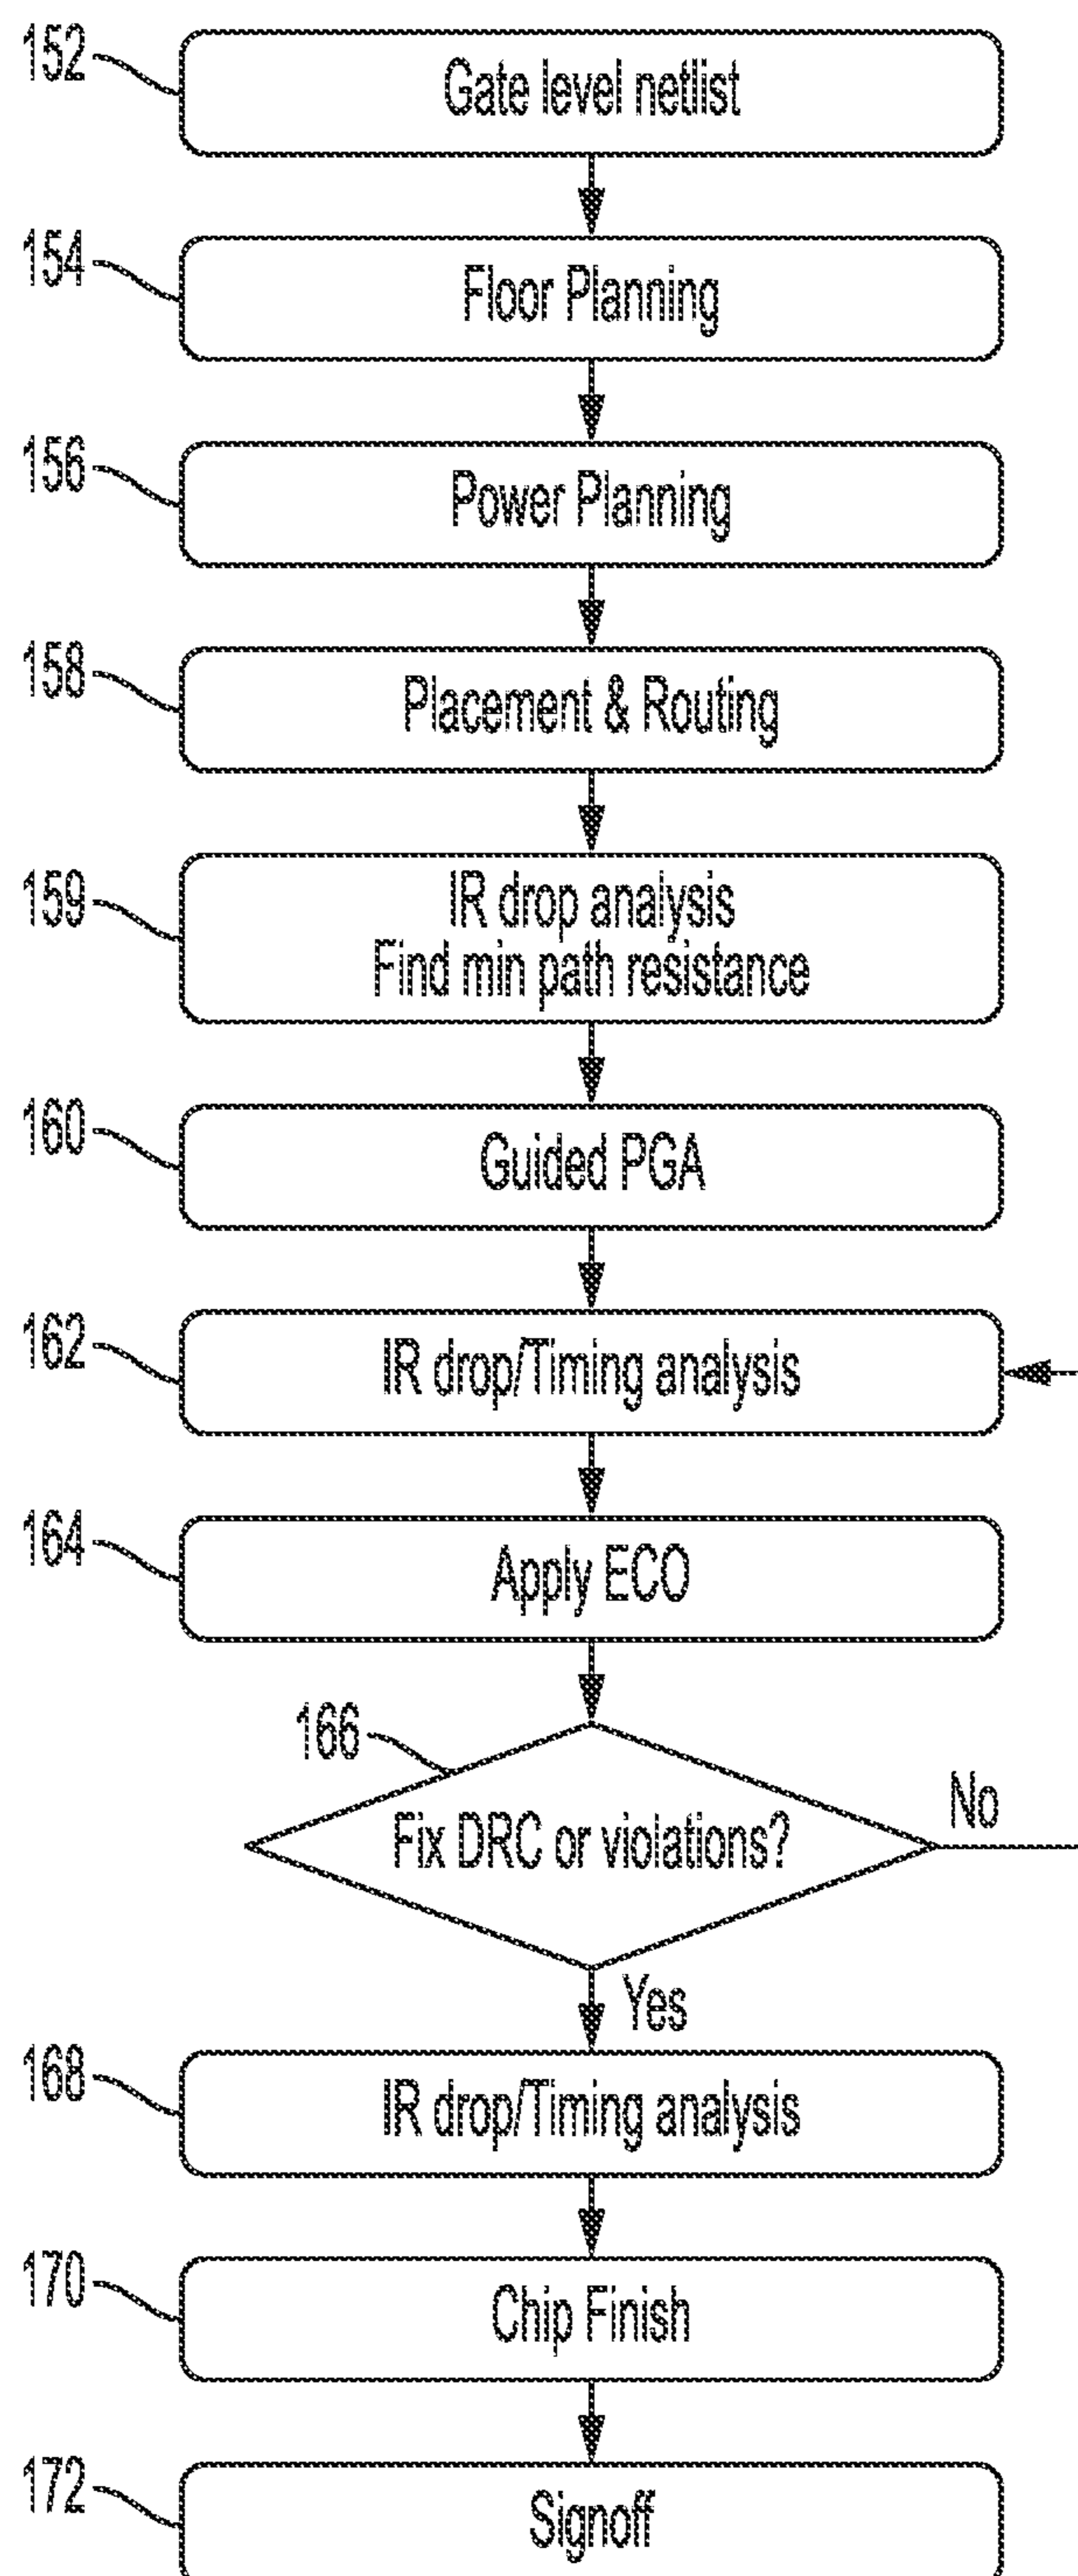 152
Gate level netlist
154
Floor Planning
156
Power Planning
158
Placement & Routing
159
IR drop analysis
Find min path resistance
160
Guided PGA
162
IR drop/Timing analysis
164
Apply ECO
166
Fix DRC or violations?
No
Yes
168
IR drop/Timing analysis
170
Chip Finish
172
Signoff